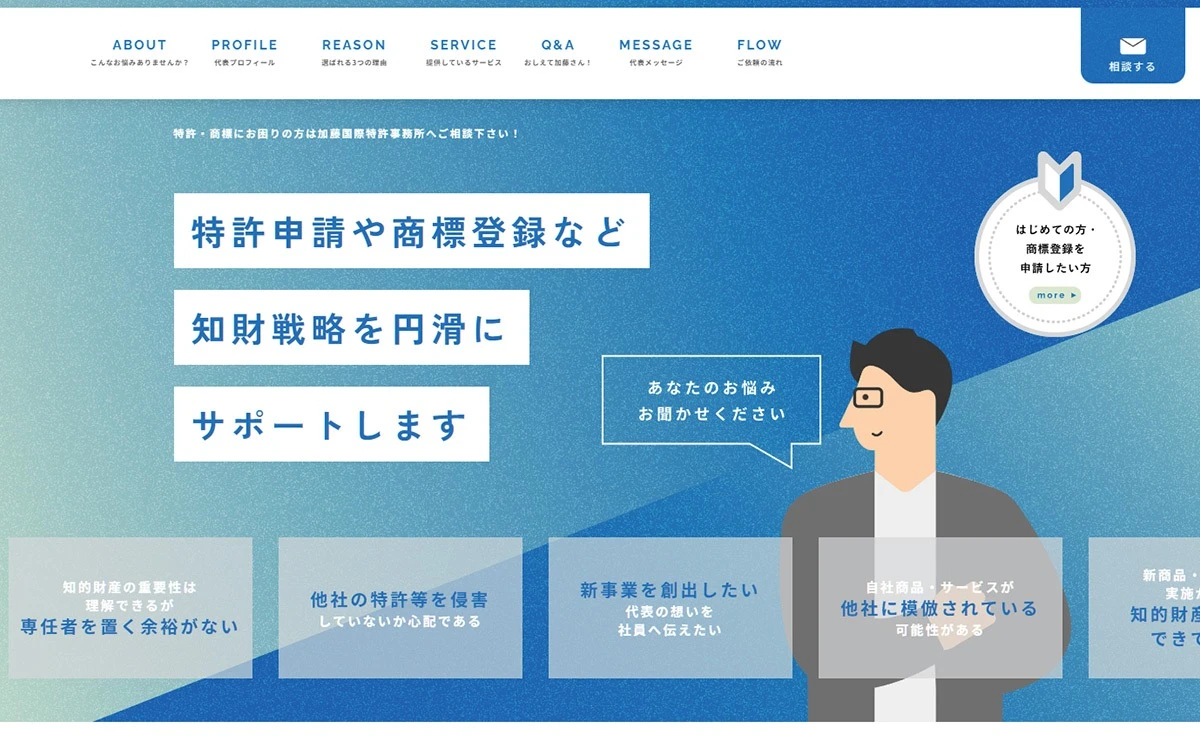 ABOUT
こんなお悩みありませんか？
PROFILE
代表プロフィール
REASON
選ばれる3つの理由
SERVICE
提供しているサービス
Q&A
おしえて加藤さん！
MESSAGE
代表メッセージ
FLOW
ご依頼の流れ
相談する
特許・商標にお困りの方は加藤国際特許事務所へご相談下さい！
特許申請や商標登録など
知財戦略を円滑に
サポートします
はじめての方・
商標登録を
申請したい方
more
あなたのお悩み
お聞かせください
知的財産の重要性は
理解できるが
専任者を置く余裕がない
他社の特許等を侵害
していないか心配である
新事業を創出したい
代表の想いを
社員へ伝えたい
自社商品・サービスが
他社に模倣されている
可能性がある
新商品・
実施
知的財産
できて